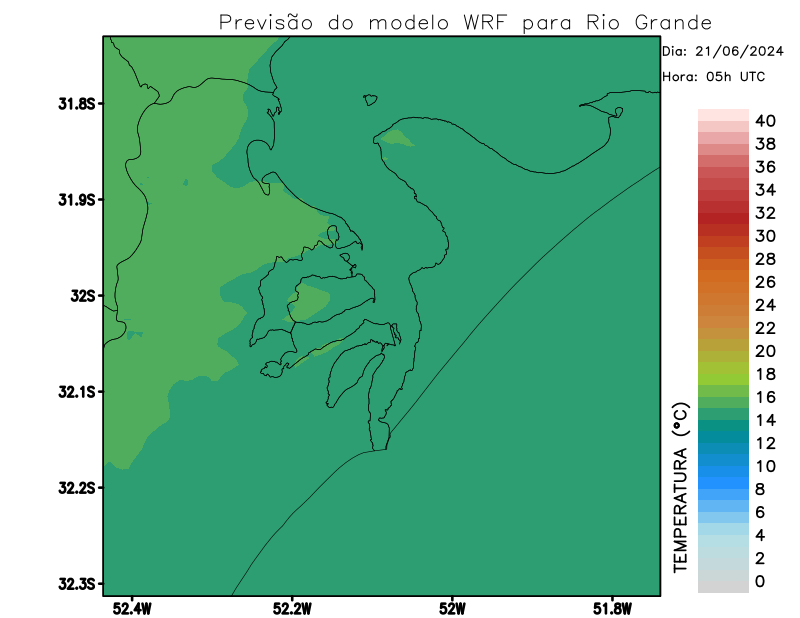 Previsão do modelo WRF para Rio Grande
Dia: 21/06/2024
Hora: 05h UTC
31.8S
31.9S
32S
32.1S
32.2S
32.3S
52.4W
52.2W
52W
51.8W
TEMPERATURA (°C)
40
38
36
34
32
30
28
26
24
22
20
18
16
14
12
10
8
6
4
2
0